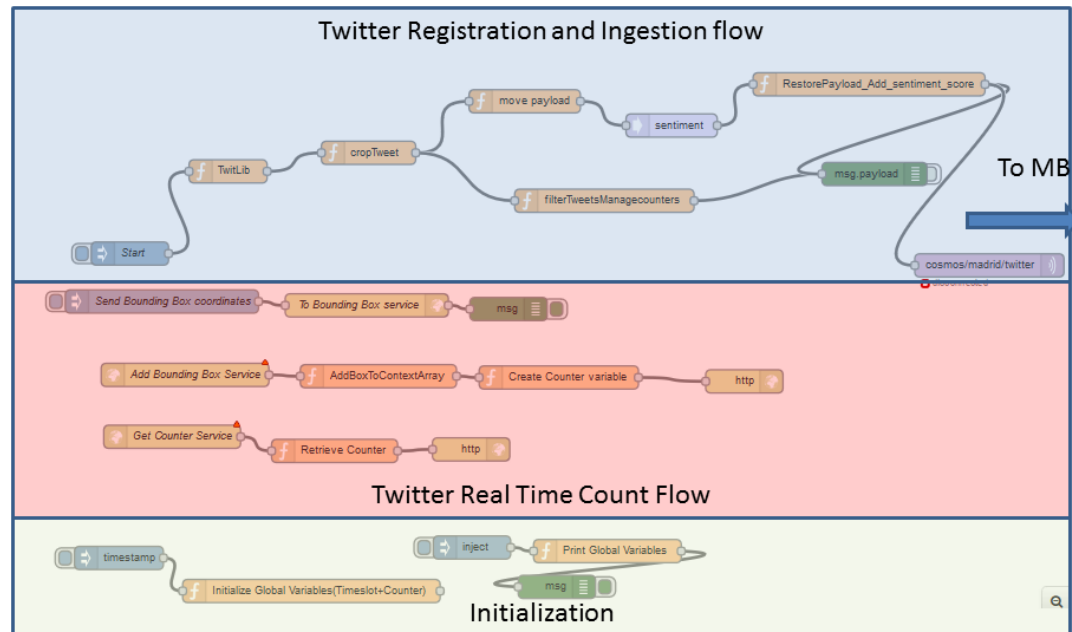 Twitter Registration and Ingestion flow
move payload
RestorePayload_Add_sentiment_score
sentiment
cropTweet
TwitLib
msg.payload
To MB
filterTweetsManagecounters
Start
cosmos/madrid/twitter
Send Bounding Box coordinates
To Bounding Box service
msg
Add Bounding Box Service
AddBoxToContextArray
Create Counter variable
http
Get Counter Service
Retrieve Counter
http
Twitter Real Time Count Flow
timestamp
inject
Print Global Variables
Initialize Global Variables(Timeslot+Counter)
msg
Initialization